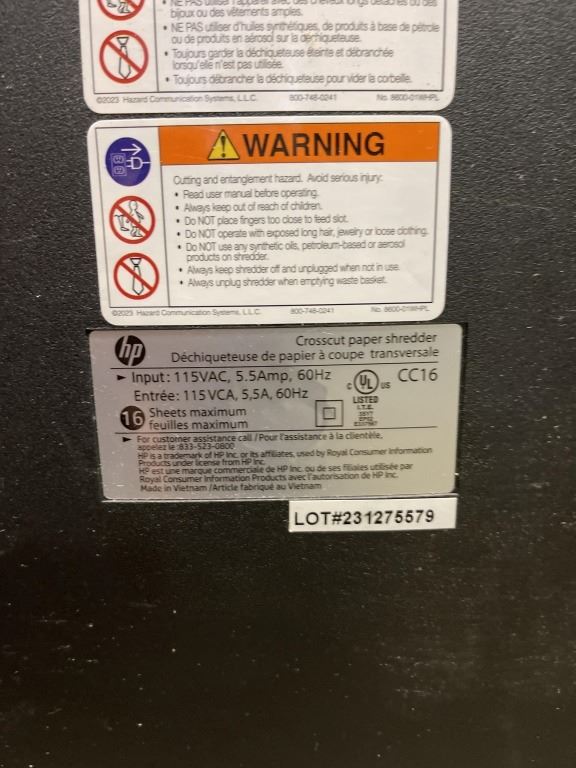 NE PAS utiliser l'appareil avec des cheveux longs détachés ou des
bijoux ou des vêtements amples.
• NE PAS utiliser d'huiles synthétiques, de produits à base de pétrole
ou de produits en aérosol sur la déchiqueteuse.
• Toujours garder la déchiqueteuse éteinte et débranchée
lorsqu'elle n'est pas utilisée.
• Toujours débrancher la déchiqueteuse pour vider la corbeille.
©2023 Hazard Communication Systems, L.L.C. 800-748-0241 No. 8600-01WHPL
WARNING
Cutting and entanglement hazard. Avoid serious injury:
• Read user manual before operating.
• Always keep out of reach of children.
• Do NOT place fingers too close to feed slot.
• Do NOT operate with exposed long hair, jewelry or loose clothing.
• Do NOT use any synthetic oils, petroleum-based or aerosol
products on shredder.
• Always keep shredder off and unplugged when not in use.
• Always unplug shredder when emptying waste basket.
©2023 Hazard Communication Systems, L.L.C. 800-748-0241 No. 8600-01WHPL
hp
Crosscut paper shredder
Déchiqueteuse de papier à coupe transversale
Input: 115VAC, 5.5Amp, 60Hz
Entrée: 115VCA, 5,5A, 60Hz
c UL US CC16
LISTED
I.T.E.
16 Sheets maximum
feuilles maximum
For customer assistance call /Pour l'assistance à la clientèle,
appelez le :833-523-0800
HP is a trademark of HP Inc. or its affiliates, used by Royal Consumer Information
Products under license from HP Inc.
HP est une marque commerciale de HP Inc. ou de ses filiales utilisée par
Royal Consumer Information Products avec l'autorisation de HP Inc.
Made in Vietnam /Article fabriqué au Vietnam
LOT#231275579